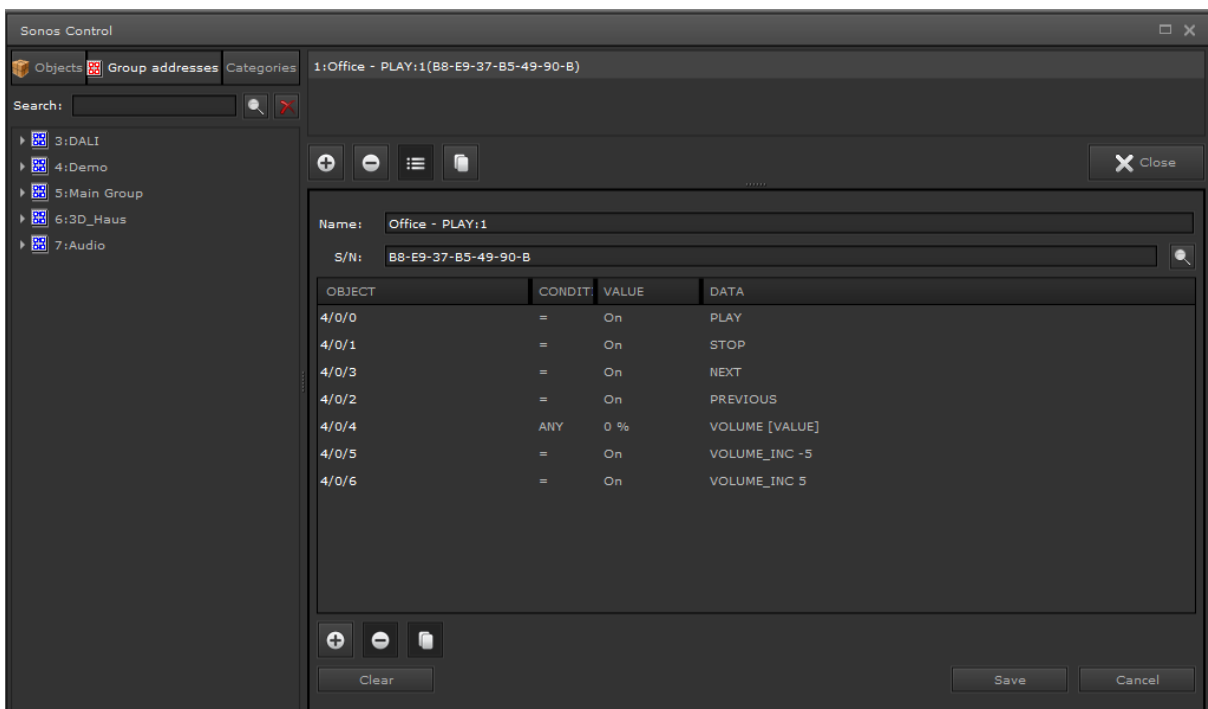 Sonos Control
Objects Group addresses Categories
Search:
3:DALI
4:Demo
5:Main Group
6:3D_Haus
7:Audio
1:Office - PLAY:1(B8-E9-37-B5-49-90-B)
Close
Name: Office - PLAY:1
S/N: B8-E9-37-B5-49-90-B
OBJECT CONDITI VALUE DATA
4/0/0 = On PLAY
4/0/1 = On STOP
4/0/3 = On NEXT
4/0/2 = On PREVIOUS
4/0/4 ANY 0 % VOLUME [VALUE]
4/0/5 = On VOLUME_INC -5
4/0/6 = On VOLUME_INC 5
Clear Save Cancel